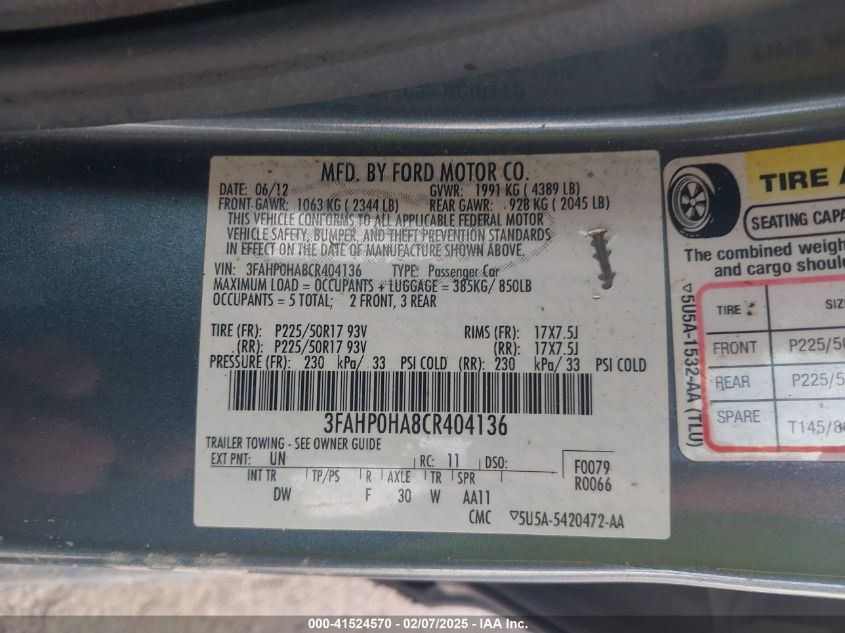 MFD. BY FORD MOTOR CO.
DATE: 06/12 GVWR: 1991 KG ( 4389 LB)
FRONT GAWR: 1063 KG ( 2344 LB) REAR GAWR: 928 KG ( 2045 LB)
THIS VEHICLE CONFORMS TO ALL APPLICABLE FEDERAL MOTOR
VEHICLE SAFETY, BUMPER, AND THEFT PREVENTION STANDARDS
IN EFFECT ON THE DATE OF MANUFACTURE SHOWN ABOVE.
VIN: 3FAHP0HA8CR404136 TYPE: Passenger Car
MAXIMUM LOAD = OCCUPANTS + LUGGAGE = 385KG/ 850LB
OCCUPANTS = 5 TOTAL; 2 FRONT, 3 REAR
TIRE (FR): P225/50R17 93V RIMS (FR): 17X7.5J
(RR): P225/50R17 93V (RR): 17X7.5J
PRESSURE (FR): 230 kPa/ 33 PSI COLD (RR): 230 kPa/ 33 PSI COLD
3FAHP0HA8CR404136
TRAILER TOWING - SEE OWNER GUIDE
EXT PNT: UN RC: 11 DSO: F0079
INT TR TP/PS R AXLE TR SPR R0066
DW F 30 W AA11
CMC ▽5U5A-5420472-AA
TIRE A
SEATING CAPA
The combined weigh
and cargo shoul
▽5U5A-1532-AA (TLU)
TIRE SIZ
FRONT P225/50
REAR P225/5
SPARE T145/8
000-41524570 — 02/07/2025 — IAA Inc.